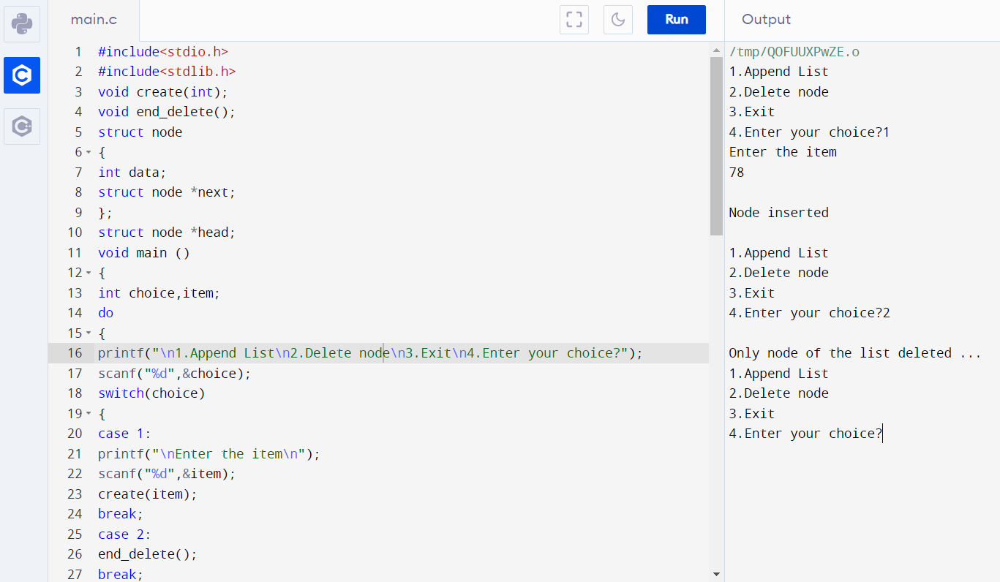 main.c
Run
Output
1 #include<stdio.h>
2 #include<stdlib.h>
3 void create(int);
4 void end_delete();
5 struct node
6 {
7 int data;
8 struct node *next;
9 };
10 struct node *head;
11 void main ()
12 {
13 int choice,item;
14 do
15 {
16 printf("\n1.Append List\n2.Delete node\n3.Exit\n4.Enter your choice?");
17 scanf("%d",&choice);
18 switch(choice)
19 {
20 case 1:
21 printf("\nEnter the item\n");
22 scanf("%d",&item);
23 create(item);
24 break;
25 case 2:
26 end_delete();
27 break;
/tmp/QOFUUXPwZE.o
1.Append List
2.Delete node
3.Exit
4.Enter your choice?1
Enter the item
78
Node inserted
1.Append List
2.Delete node
3.Exit
4.Enter your choice?2
Only node of the list deleted ...
1.Append List
2.Delete node
3.Exit
4.Enter your choice?